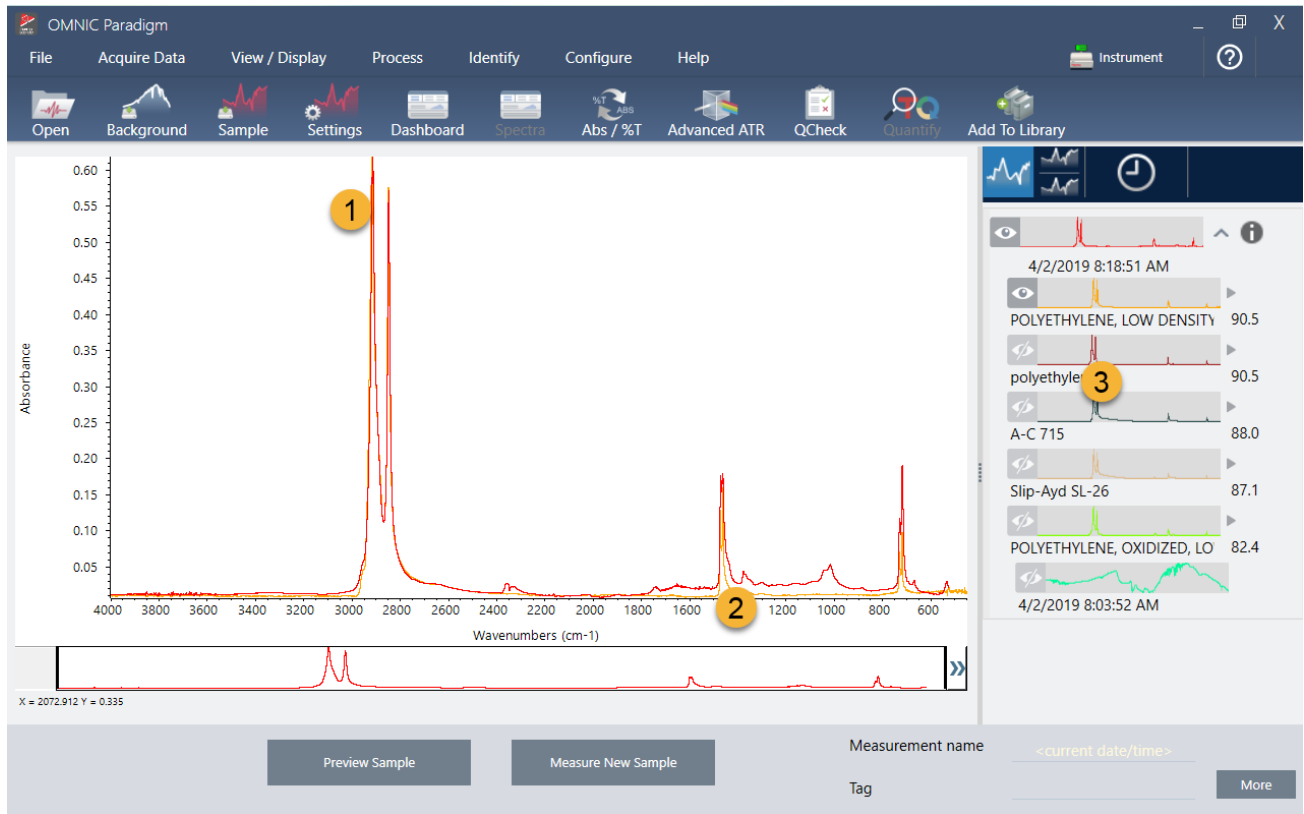 OMNIC Paradigm
_ X
File Acquire Data View / Display Process Identify Configure Help Instrument ?
%T ABS
Open Background Sample Settings Dashboard Spectra Abs / %T Advanced ATR QCheck Quantify Add To Library
0.60
0.55
0.50
0.45
0.40
0.35
0.30
0.25
0.20
0.15
0.10
0.05
Absorbance
4000 3800 3600 3400 3200 3000 2800 2600 2400 2200 2000 1800 1600 1200 1000 800 600
Wavenumbers (cm-1)
1
2
3
X = 2072.912 Y = 0.335
i
4/2/2019 8:18:51 AM
POLYETHYLENE, LOW DENSITY 90.5
polyethyle 90.5
A-C 715 88.0
Slip-Ayd SL-26 87.1
POLYETHYLENE, OXIDIZED, LO 82.4
4/2/2019 8:03:52 AM
Preview Sample
Measure New Sample
Measurement name <current date/time>
Tag
More